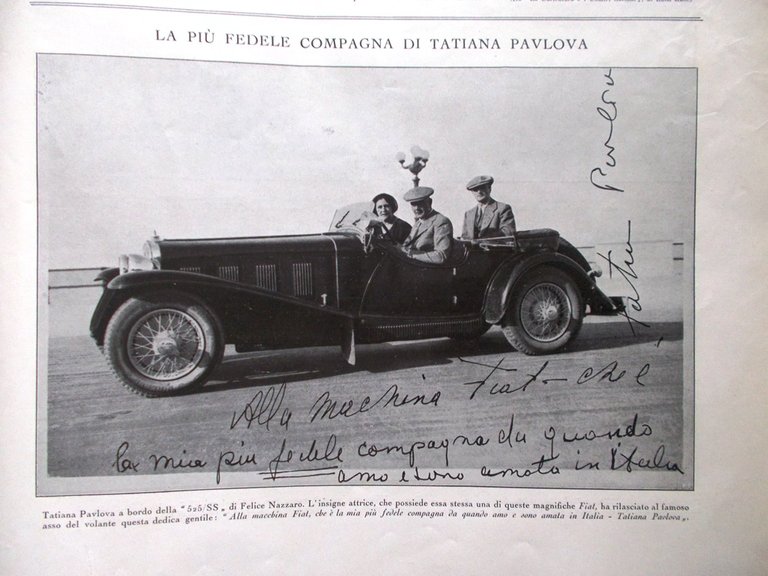 LA PIÙ FEDELE COMPAGNA DI TATIANA PAVLOVA
Alla macchina Fiat - che è
la mia più fedele compagna da quando
amo e sono amata in Italia
Tatiana Pavlova
Tatiana Pavlova a bordo della "525/SS„ di Felice Nazzaro. L'insigne attrice, che possiede essa stessa una di queste magnifiche Fiat, ha rilasciato al famoso
asso del volante questa dedica gentile: "Alla macchina Fiat, che è la mia più fedele compagna da quando amo e sono amata in Italia - Tatiana Pavlova„.